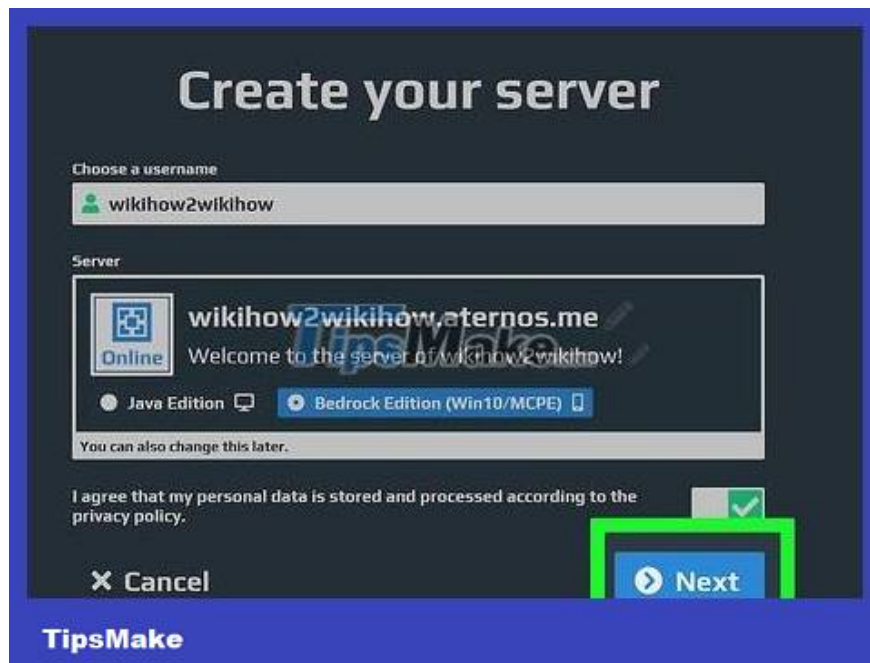 Create your server
Choose a username
wikihow2wikihow
Server
wikihow2wikihow.aternos.me
Online
Welcome to the server of wikihow2wikihow!
Java Edition
Bedrock Edition (Win10/MCPE)
You can also change this later.
I agree that my personal data is stored and processed according to the
privacy policy.
Cancel
Next
TipsMake
TipsMake